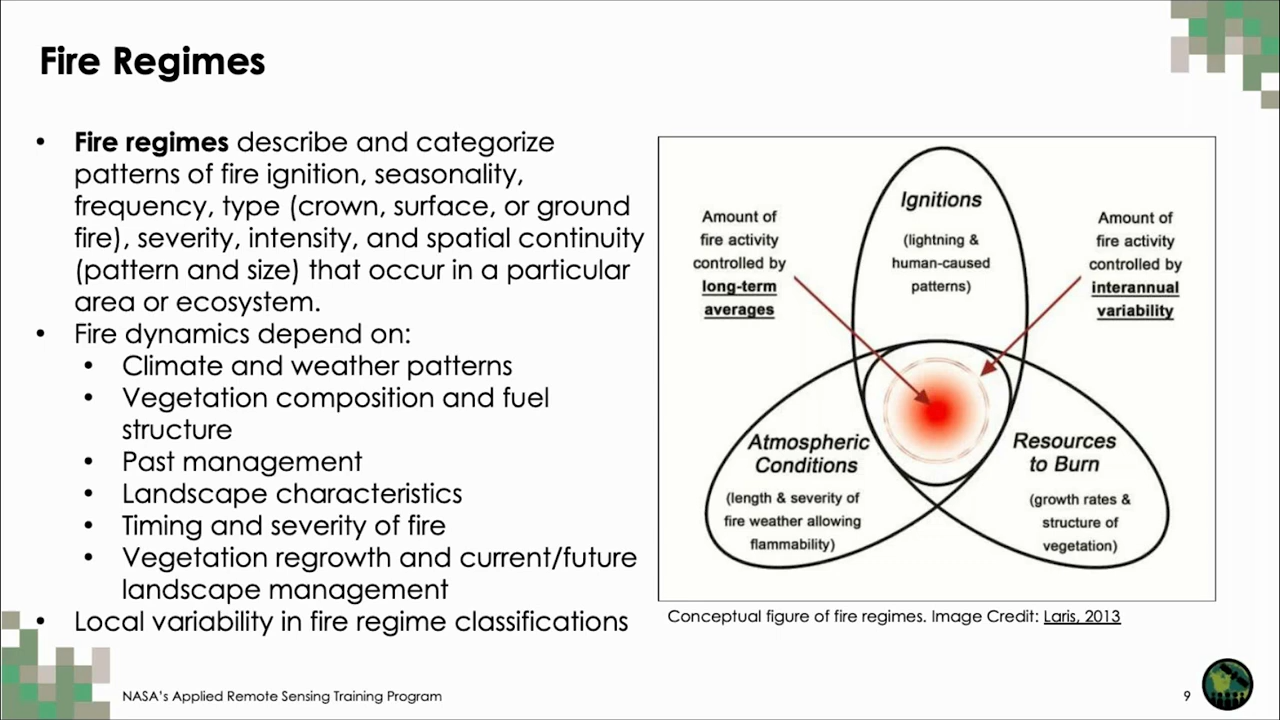 Fire Regimes
• Fire regimes describe and categorize
patterns of fire ignition, seasonality,
frequency, type (crown, surface, or ground
fire), severity, intensity, and spatial continuity
(pattern and size) that occur in a particular
area or ecosystem.
• Fire dynamics depend on:
• Climate and weather patterns
• Vegetation composition and fuel
structure
• Past management
• Landscape characteristics
• Timing and severity of fire
• Vegetation regrowth and current/future
landscape management
• Local variability in fire regime classifications
Amount of
fire activity
controlled by
long-term
averages
Ignitions
(lightning &
human-caused
patterns)
Amount of
fire activity
controlled by
interannual
variability
Atmospheric
Conditions
(length & severity of
fire weather allowing
flammability)
Resources
to Burn
(growth rates &
structure of
vegetation)
Conceptual figure of fire regimes. Image Credit: Laris, 2013
NASA's Applied Remote Sensing Training Program
9